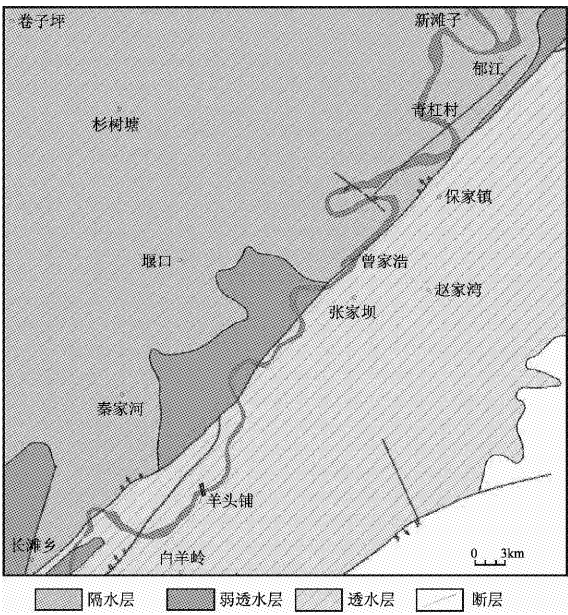 卷子坪
新滩子
郁江
杉树塘
青杠村
保家镇
堰口
曾家浩
赵家湾
张家坝
秦家河
羊头铺
长滩乡
白羊岭
0 3km
隔水层 弱透水层 透水层 断层